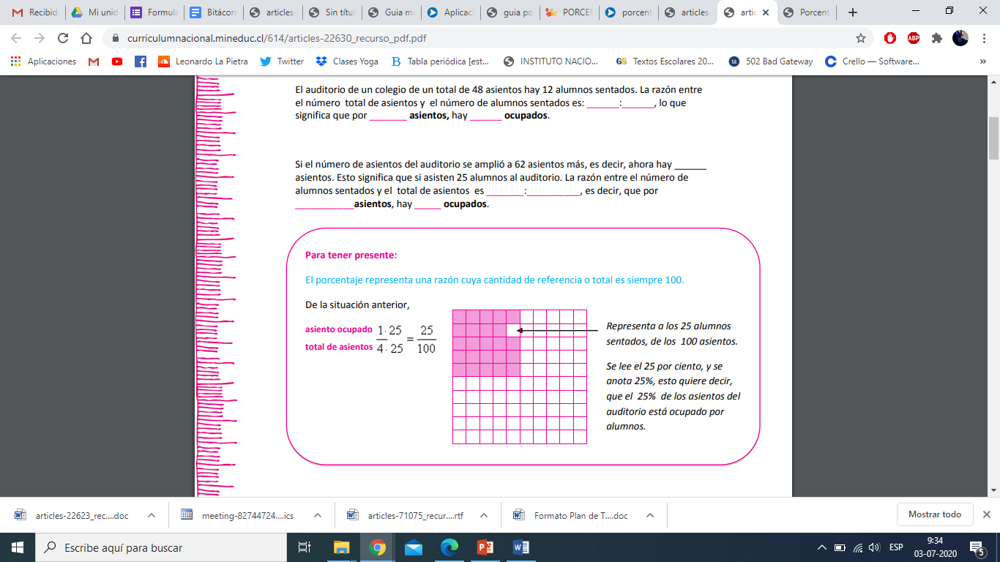 Recibid
Mi unid
Formula
Bitácora
articles-
Sin títul
Guia ma
Aplicaci
guia po
PORCEN
porcent
articles-
artic
Porcent
curriculumnacional.mineduc.cl/614/articles-22630_recurso_pdf.pdf
Aplicaciones
Leonardo La Pietra
Twitter
Clases Yoga
Tabla periódica [est...
INSTITUTO NACIO...
GS Textos Escolares 20...
ta 502 Bad Gateway
Crello — Software...
»
El auditorio de un colegio de un total de 48 asientos hay 12 alumnos sentados. La razón entre
el número total de asientos y el número de alumnos sentados es: ______:______, lo que
significa que por _______ asientos, hay ______ ocupados.
Si el número de asientos del auditorio se amplió a 62 asientos más, es decir, ahora hay ______
asientos. Esto significa que si asisten 25 alumnos al auditorio. La razón entre el número de
alumnos sentados y el total de asientos es _______:__________, es decir, que por
___________asientos, hay _____ ocupados.
Para tener presente:
El porcentaje representa una razón cuya cantidad de referencia o total es siempre 100.
De la situación anterior,
asiento ocupado 1·25 = 25
total de asientos 4·25 100
Representa a los 25 alumnos
sentados, de los 100 asientos.
Se lee el 25 por ciento, y se
anota 25%, esto quiere decir,
que el 25% de los asientos del
auditorio está ocupado por
alumnos.
articles-22623_rec....doc
meeting-82744724....ics
articles-71075_recur....rtf
Formato Plan de T....doc
Mostrar todo
Escribe aquí para buscar
ESP
9:34
03-07-2020
5